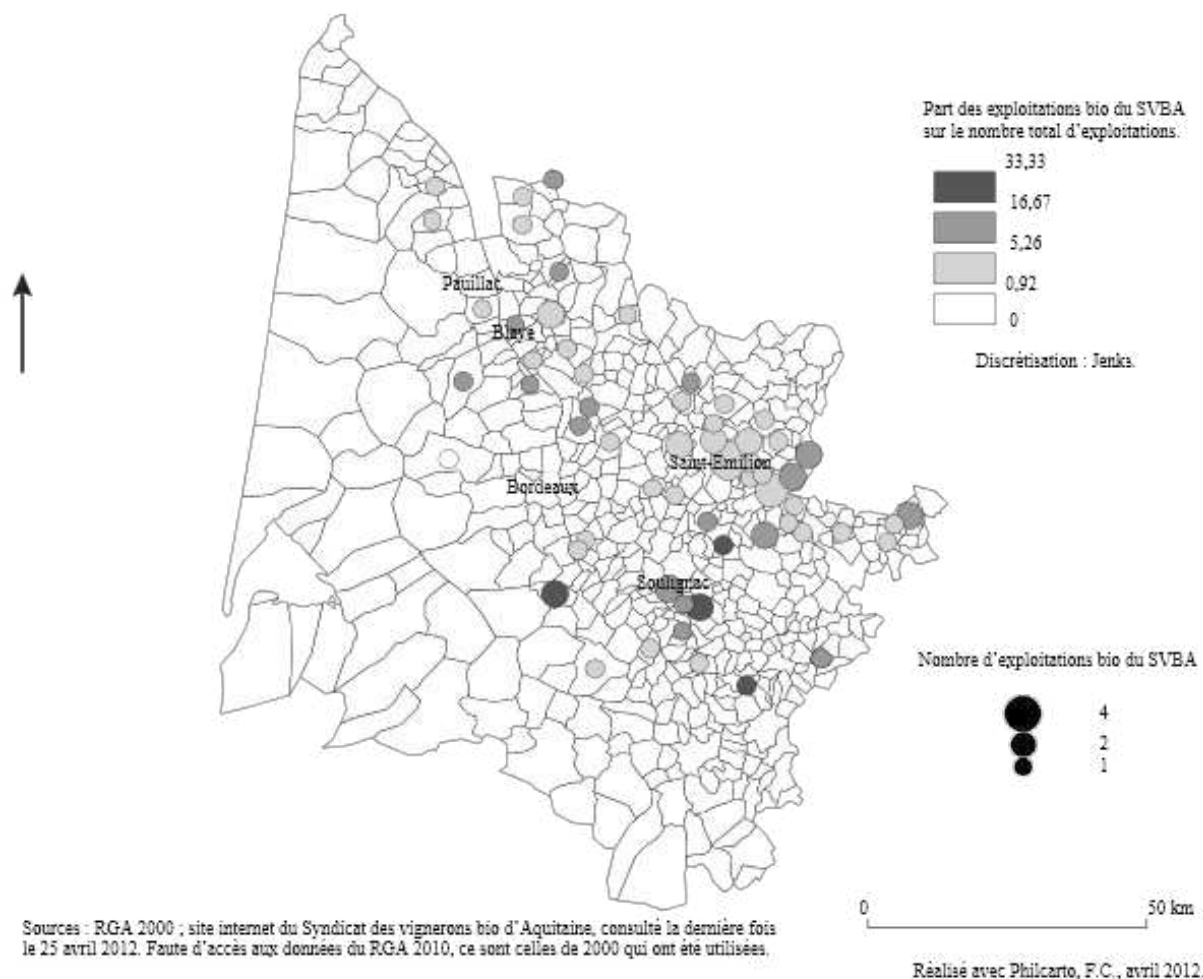 Part des exploitations bio du SVBA
sur le nombre total d'exploitations.
33,33
16,67
5,26
0,92
0
Discrétisation : Jenks.
Pauillac
Blaye
Saint-Emilion
Bordeaux
Soulignac
Nombre d'exploitations bio du SVBA
4
2
1
0
50 km
Sources : RGA 2000 ; site internet du Syndicat des vignerons bio d'Aquitaine, consulté la dernière fois
le 25 avril 2012. Faute d'accès aux données du RGA 2010, ce sont celles de 2000 qui ont été utilisées.
Réalisé avec Philcarto, F.C., avril 2012